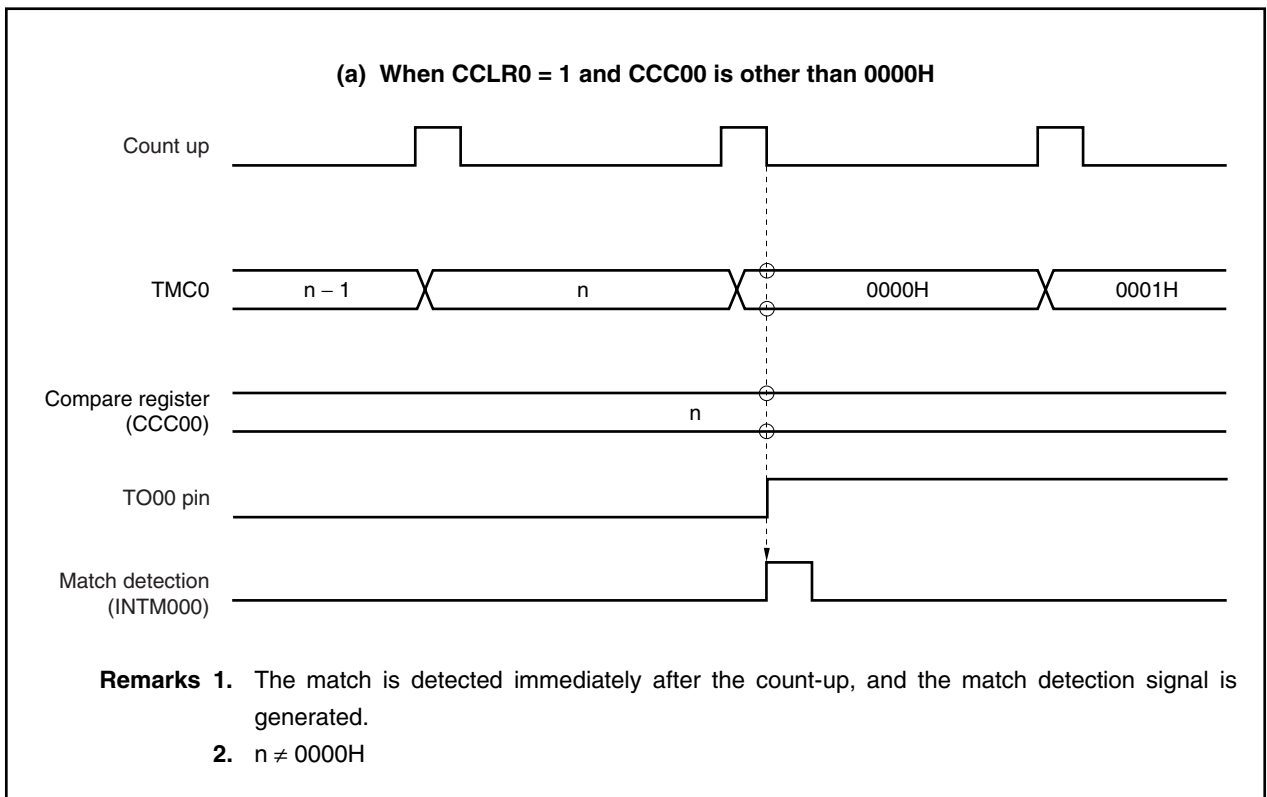 (a) When CCLR0 = 1 and CCC00 is other than 0000H
Count up
TMC0
n − 1
n
0000H
0001H
Compare register
(CCC00)
n
TO00 pin
Match detection
(INTM000)
Remarks 1. The match is detected immediately after the count-up, and the match detection signal is
generated.
2. n ≠ 0000H